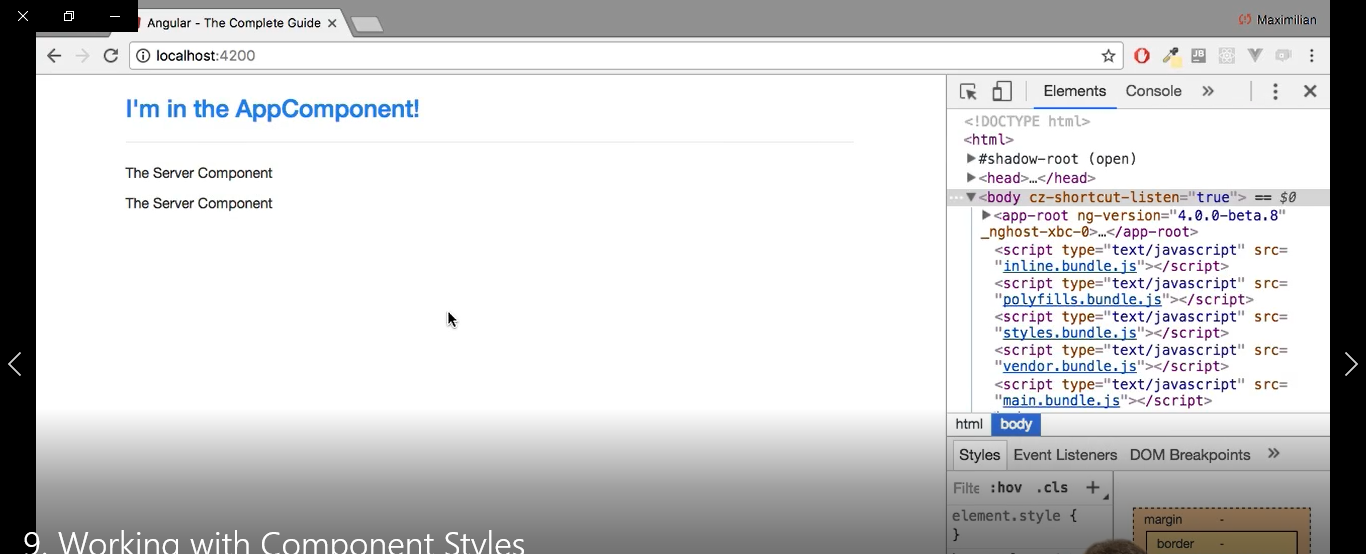 Angular - The Complete Guide
Maximilian
localhost:4200
I'm in the AppComponent!
The Server Component
The Server Component
Elements Console »
<!DOCTYPE html>
<html>
▶#shadow-root (open)
▶<head>…</head>
…▼<body cz-shortcut-listen="true"> == $0
▶<app-root ng-version="4.0.0-beta.8"
_nghost-xbc-0>…</app-root>
<script type="text/javascript" src=
"inline.bundle.js"></script>
<script type="text/javascript" src=
"polyfills.bundle.js"></script>
<script type="text/javascript" src=
"styles.bundle.js"></script>
<script type="text/javascript" src=
"vendor.bundle.js"></script>
<script type="text/javascript" src=
"main.bundle.js"></script>
html body
Styles Event Listeners DOM Breakpoints »
Filte :hov .cls +
element.style {
}
margin -
border -
9. Working with Component Styles